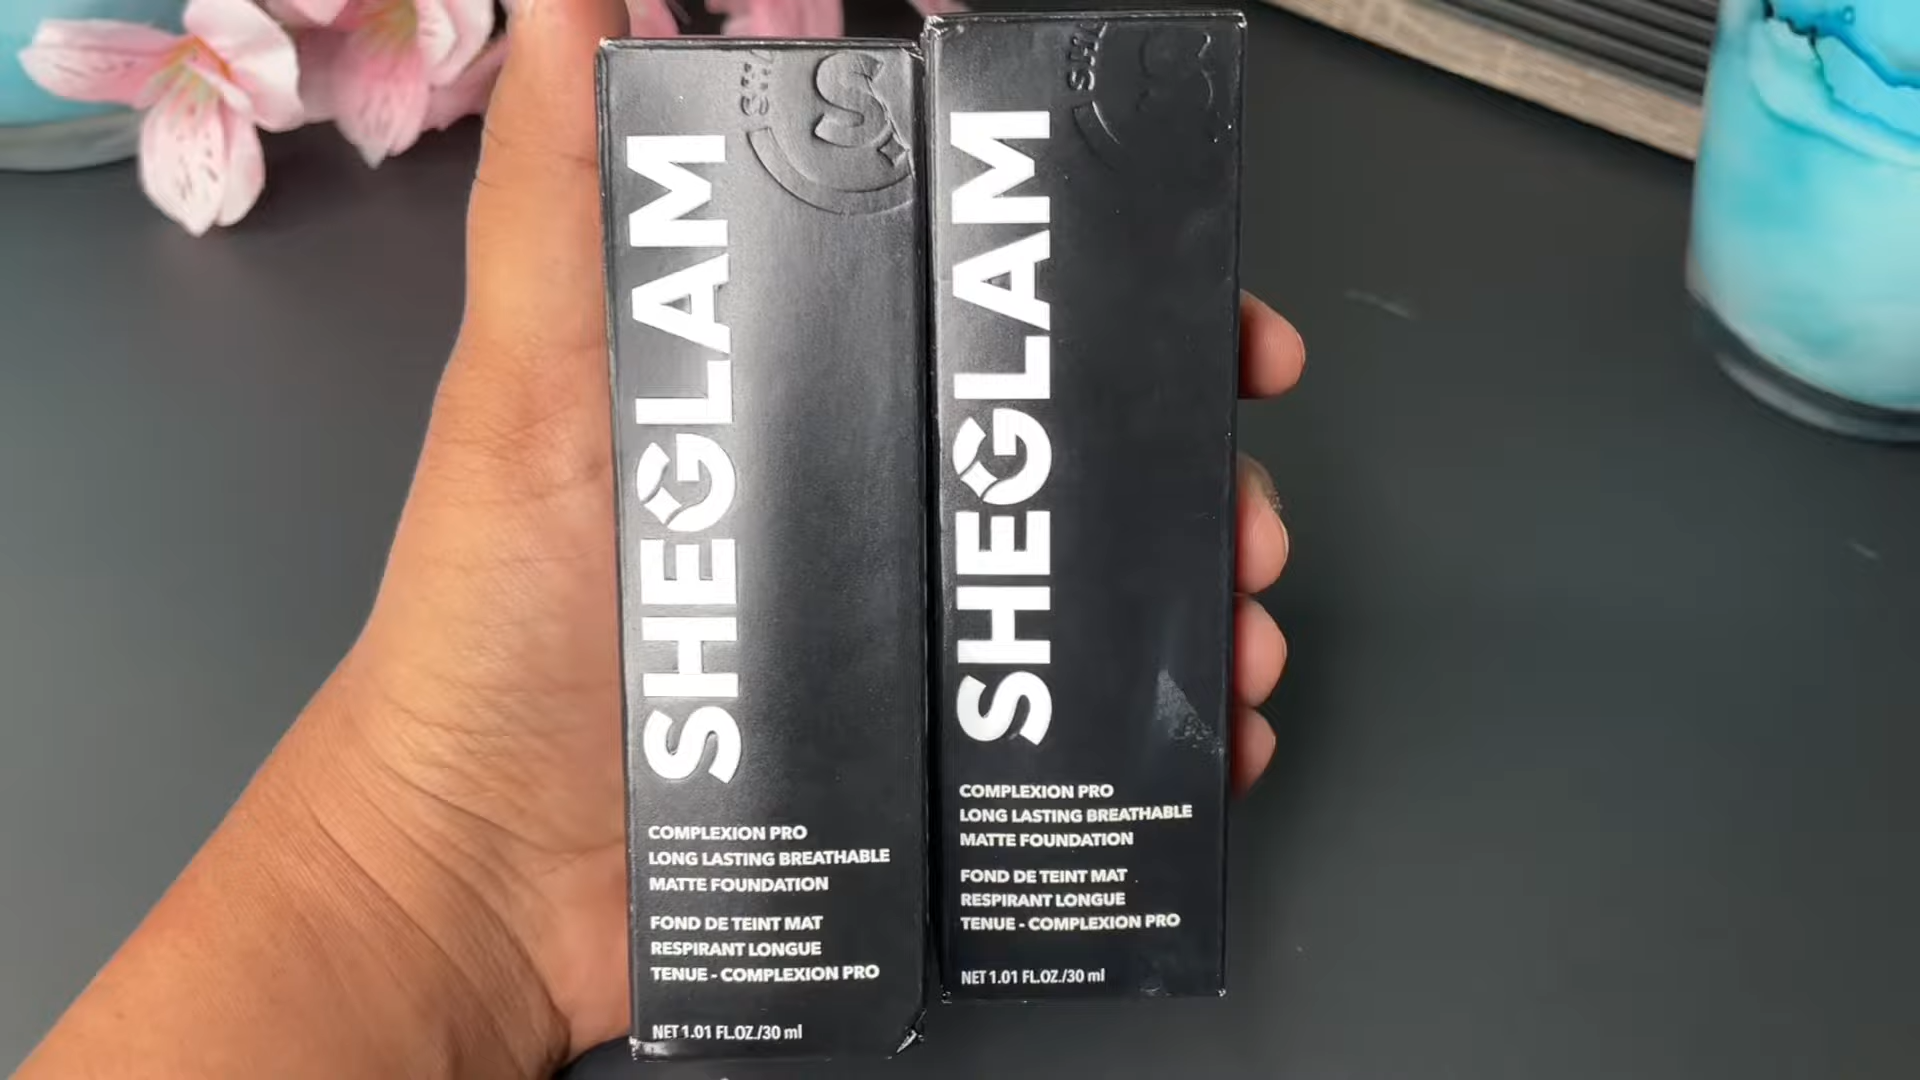 SHEGLAM
COMPLEXION PRO
LONG LASTING BREATHABLE
MATTE FOUNDATION
FOND DE TEINT MAT
RESPIRANT LONGUE
TENUE - COMPLEXION PRO
NET 1.01 FL.OZ./30 ml
SHEGLAM
COMPLEXION PRO
LONG LASTING BREATHABLE
MATTE FOUNDATION
FOND DE TEINT MAT
RESPIRANT LONGUE
TENUE - COMPLEXION PRO
NET 1.01 FL.OZ./30 ml